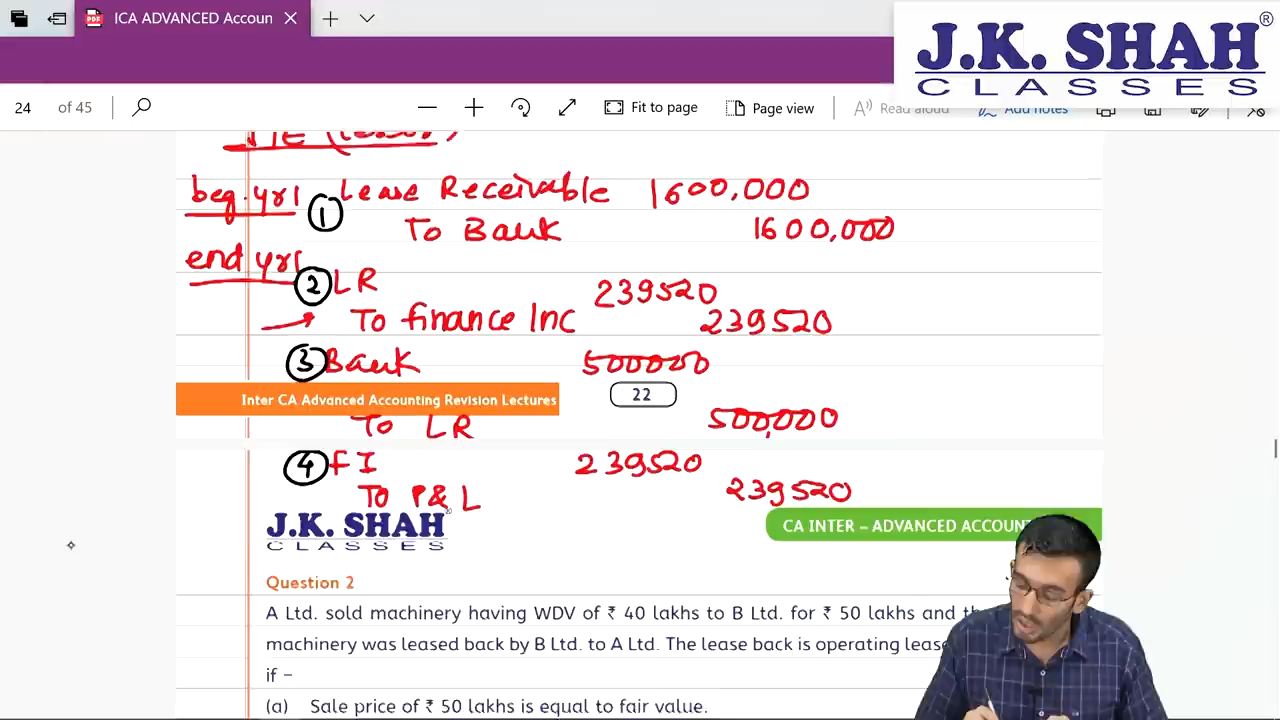 ICA ADVANCED Accoun
J.K. SHAH®
CLASSES
24 of 45
Fit to page
Page view
Read aloud
Add notes
beg. yr1 ① Lease Receivable 1600,000
To Bank 1600,000
end yr1
② LR 239520
To finance Inc 239520
③ Bank 500000
Inter CA Advanced Accounting Revision Lectures 22
To LR 500,000
④ FI 239520
To P&L 239520
J.K. SHAH
CLASSES
CA INTER – ADVANCED ACCOUNT
Question 2
A Ltd. sold machinery having WDV of ₹ 40 lakhs to B Ltd. for ₹ 50 lakhs and
machinery was leased back by B Ltd. to A Ltd. The lease back is operating lease
if –
(a) Sale price of ₹ 50 lakhs is equal to fair value.